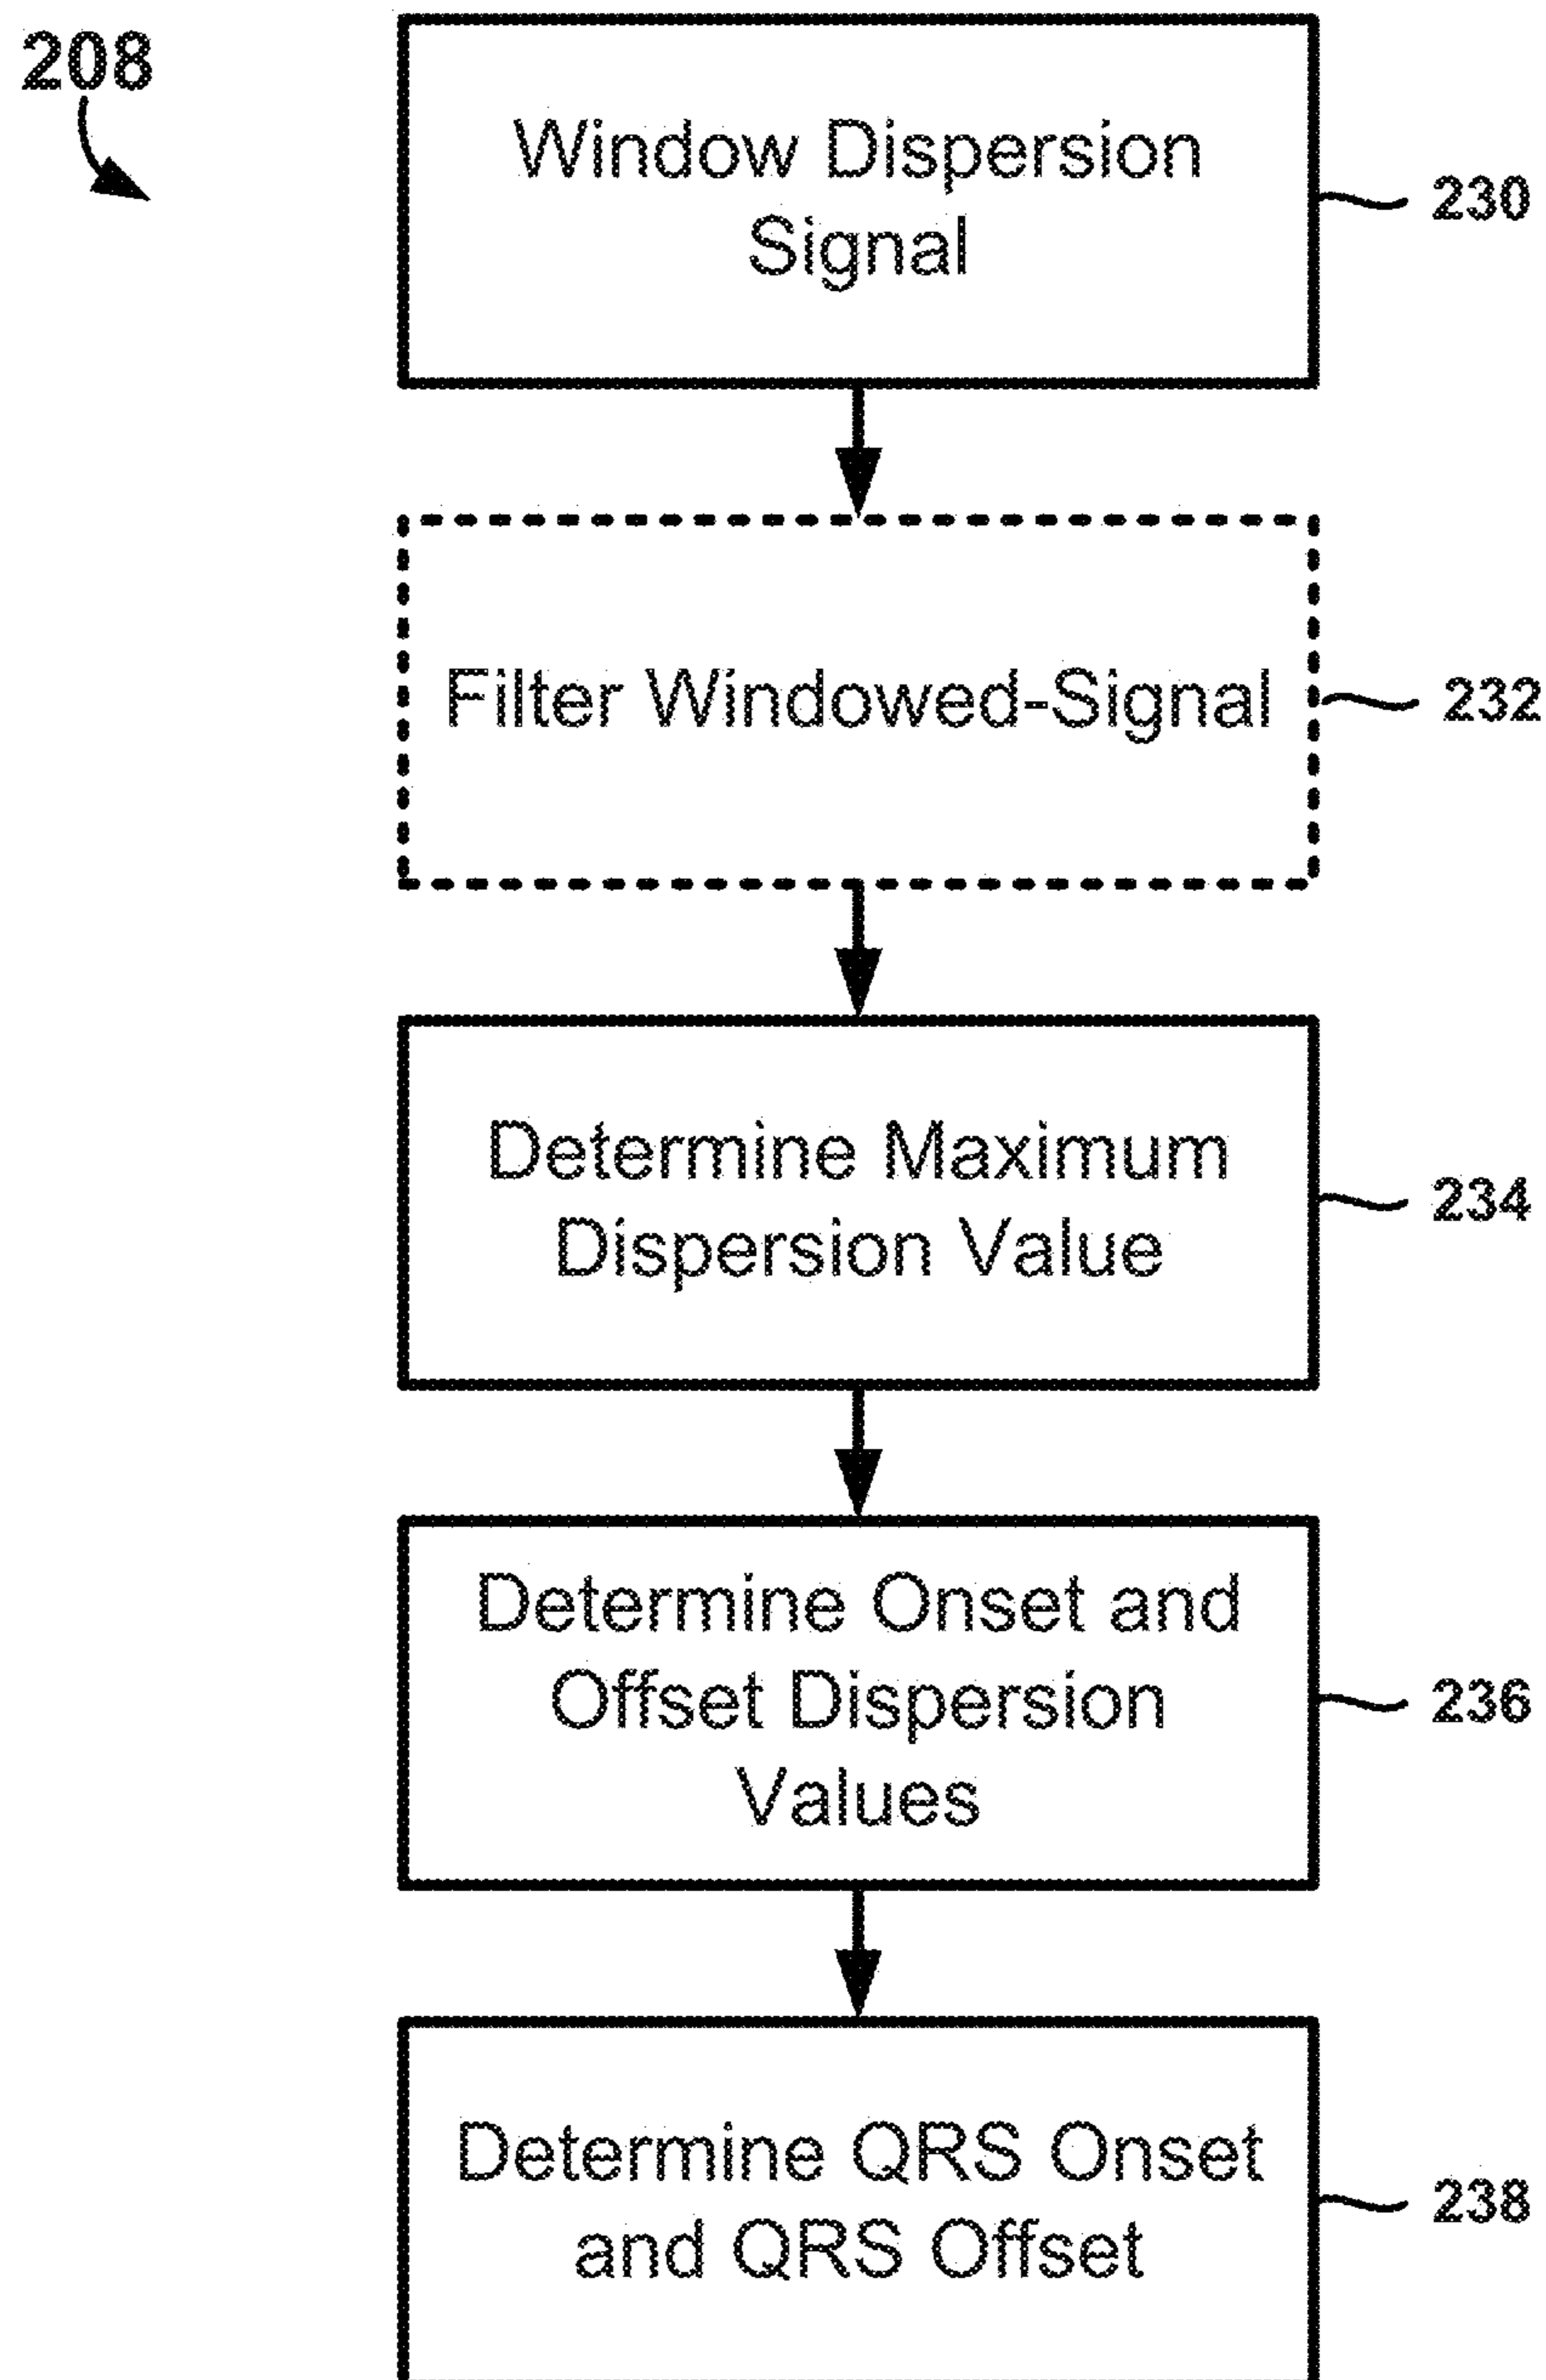 208
Window Dispersion
Signal
230
Filter Windowed-Signal
232
Determine Maximum
Dispersion Value
234
Determine Onset and
Offset Dispersion
Values
236
Determine QRS Onset
and QRS Offset
238